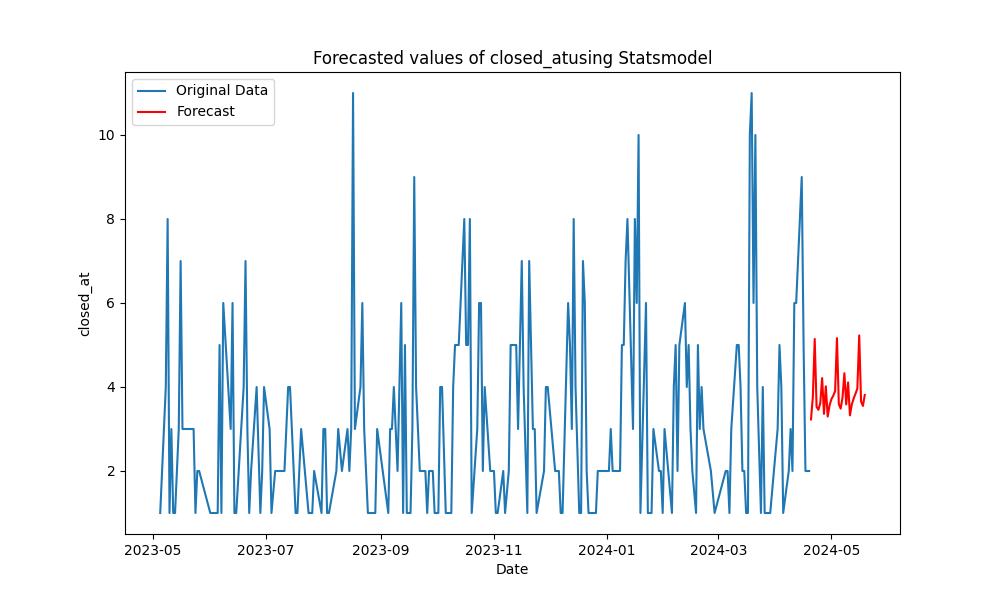 Forecasted values of closed_atusing Statsmodel
Original Data
Forecast
10
8
6
4
2
closed_at
2023-05
2023-07
2023-09
2023-11
2024-01
2024-03
2024-05
Date